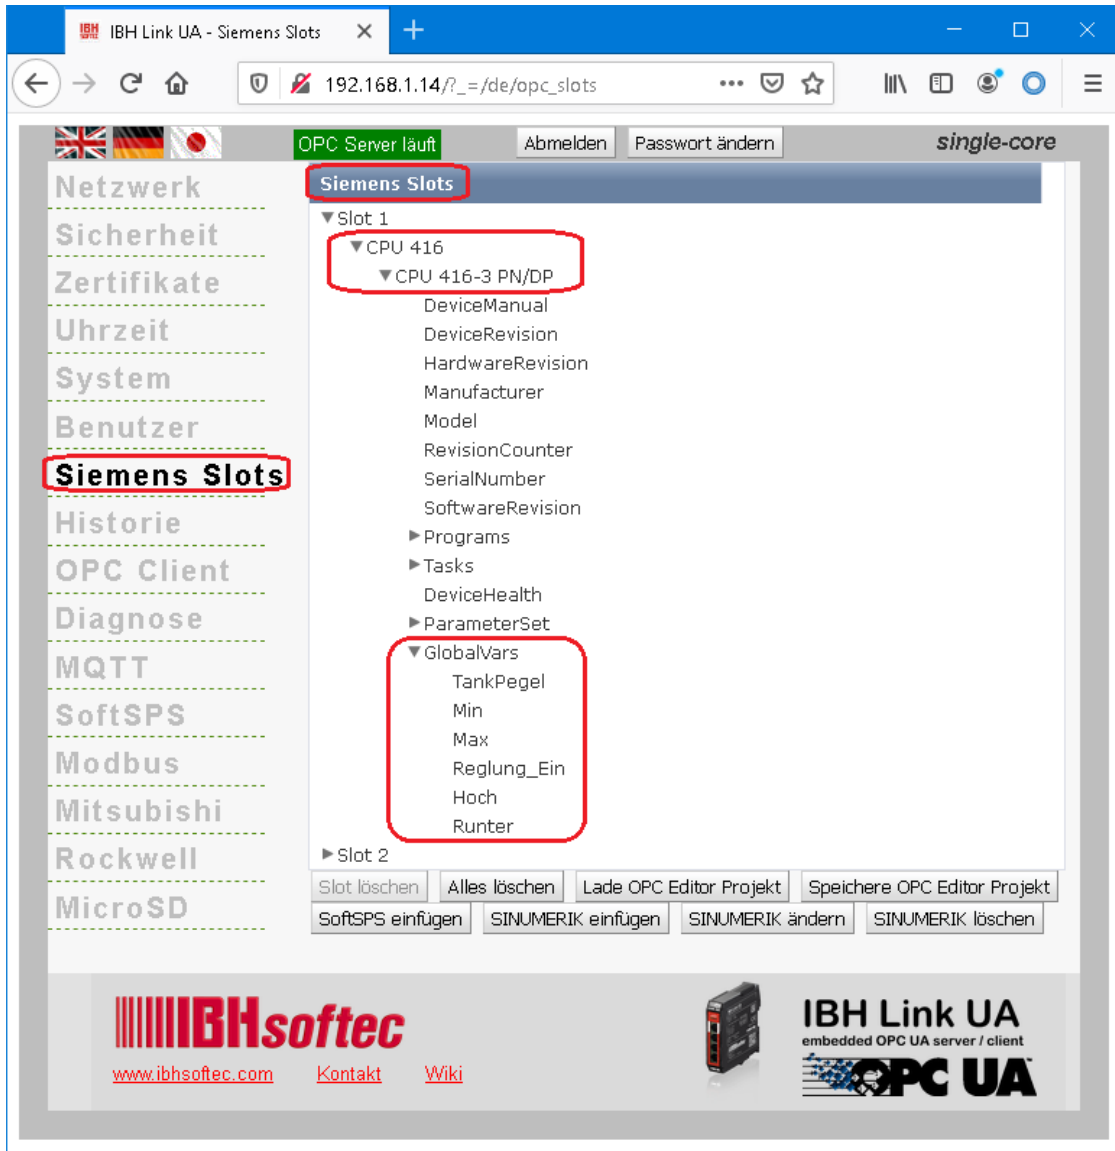 IBH Link UA - Siemens Slots
192.168.1.14/?_=/de/opc_slots
OPC Server läuft
Abmelden
Passwort ändern
single-core
Netzwerk
Sicherheit
Zertifikate
Uhrzeit
System
Benutzer
Siemens Slots
Historie
OPC Client
Diagnose
MQTT
SoftSPS
Modbus
Mitsubishi
Rockwell
MicroSD
Siemens Slots
Slot 1
CPU 416
CPU 416-3 PN/DP
DeviceManual
DeviceRevision
HardwareRevision
Manufacturer
Model
RevisionCounter
SerialNumber
SoftwareRevision
Programs
Tasks
DeviceHealth
ParameterSet
GlobalVars
TankPegel
Min
Max
Reglung_Ein
Hoch
Runter
Slot 2
Slot löschen
Alles löschen
Lade OPC Editor Projekt
Speichere OPC Editor Projekt
SoftSPS einfügen
SINUMERIK einfügen
SINUMERIK ändern
SINUMERIK löschen
IBHsoftec
www.ibhsoftec.com
Kontakt
Wiki
IBH Link UA
embedded OPC UA server / client
OPC UA